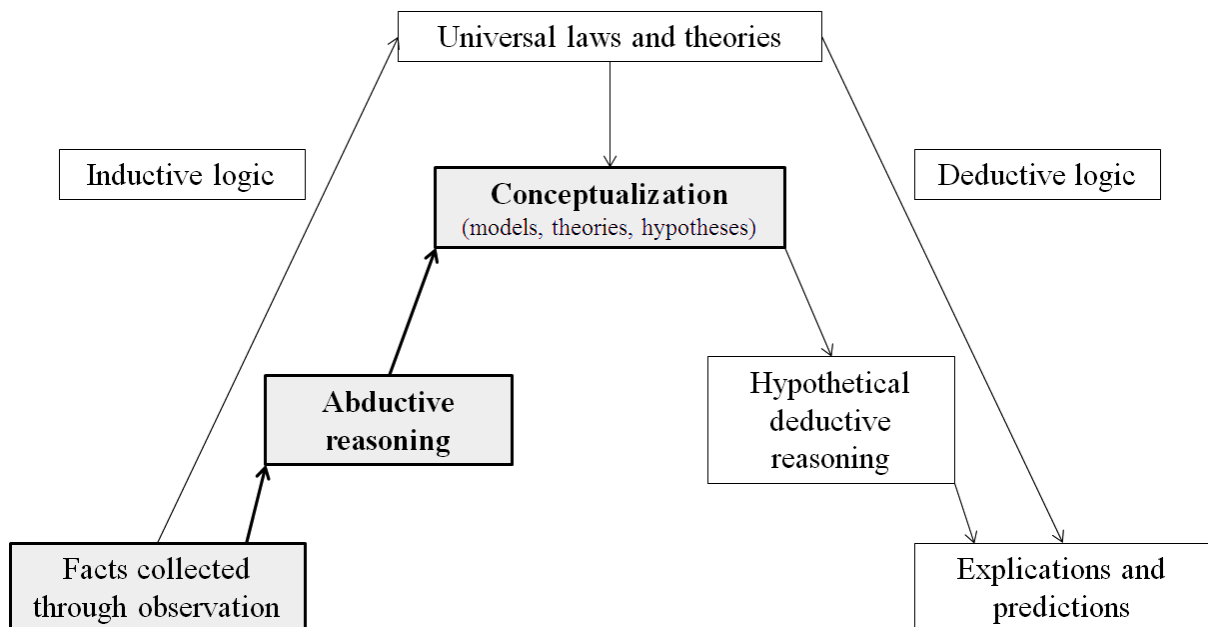 Universal laws and theories
Inductive logic
Deductive logic
Conceptualization
(models, theories, hypotheses)
Abductive
reasoning
Hypothetical
deductive
reasoning
Facts collected
through observation
Explications and
predictions